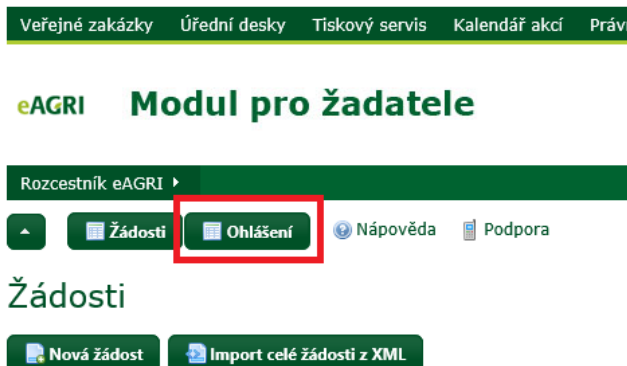 Veřejné zakázky Úřední desky Tiskový servis Kalendář akcí
eAGRI Modul pro žadatele
Rozcestník eAGRI
Žádosti Ohlášení Nápověda Podpora
Žádosti
Nová žádost Import celé žádosti z XML